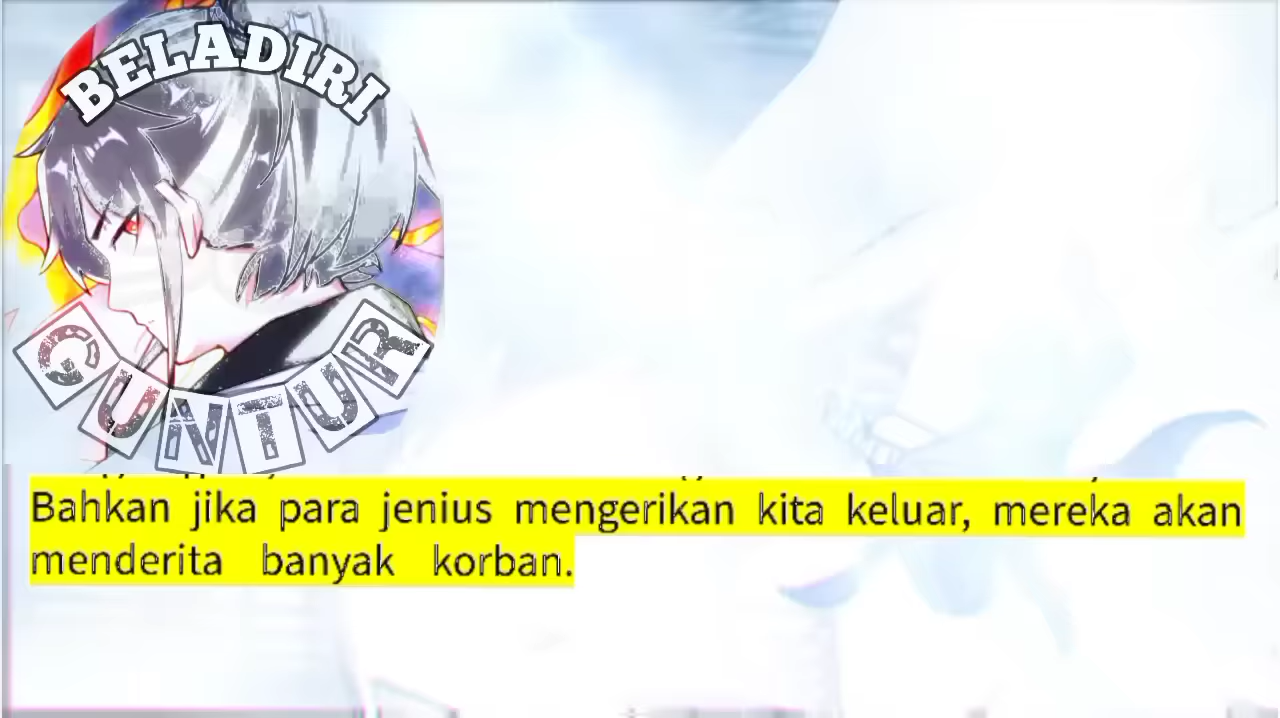 BELADIRI
GUNTUR
Bahkan jika para jenius mengerikan kita keluar, mereka akan
menderita banyak korban.